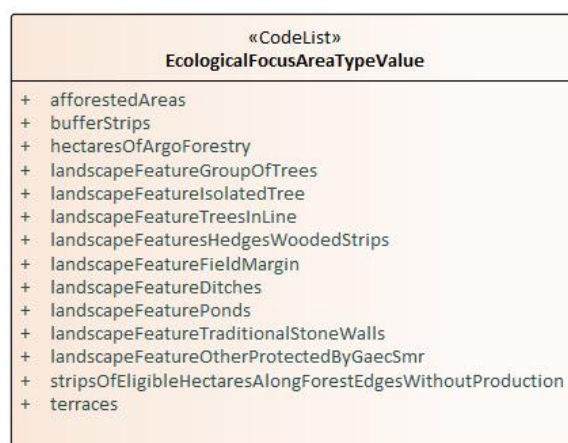 «CodeList»
EcologicalFocusAreaTypeValue
+ afforestedAreas
+ bufferStrips
+ hectaresOfArgoForestry
+ landscapeFeatureGroupOfTrees
+ landscapeFeatureIsolatedTree
+ landscapeFeatureTreesInLine
+ landscapeFeaturesHedgesWoodedStrips
+ landscapeFeatureFieldMargin
+ landscapeFeatureDitches
+ landscapeFeaturePonds
+ landscapeFeatureTraditionalStoneWalls
+ landscapeFeatureOtherProtectedByGaecSmr
+ stripsOfEligibleHectaresAlongForestEdgesWithoutProduction
+ terraces